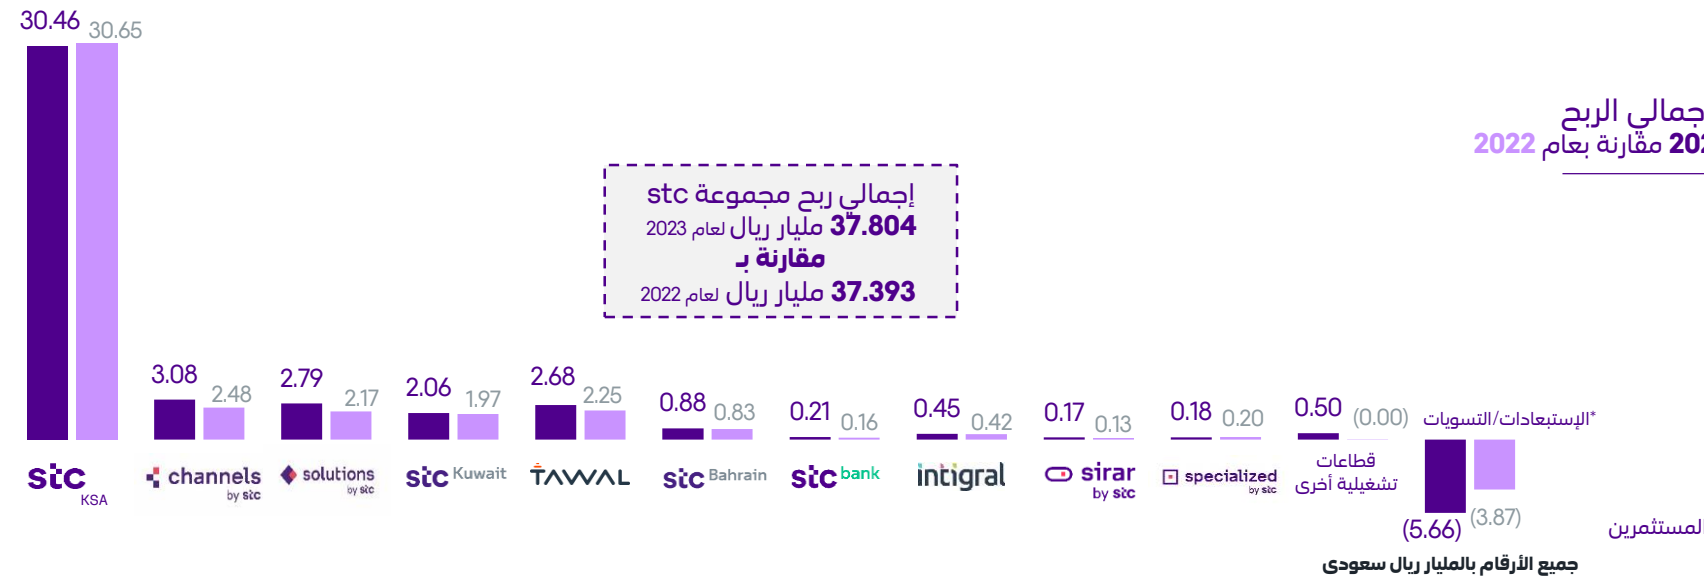 جمالي الربح
202 مقارنة بعام 2022
إجمالي ربح مجموعة stc
37.804 مليار ريال لعام 2023
مقارنة بـ
37.393 مليار ريال لعام 2022
30.46 30.65
3.08 2.48
2.79 2.17
2.06 1.97
2.68 2.25
0.88 0.83
0.21 0.16
0.45 0.42
0.17 0.13
0.18 0.20
0.50 (0.00)
*الإستبعادات/التسويات
stc KSA
channels by stc
solutions by stc
stc Kuwait
TAWAL
stc Bahrain
stc bank
intigral
sirar by stc
specialized by stc
قطاعات
تشغيلية أخرى
(5.66) (3.87)
المستثمرين
جميع الأرقام بالمليار ريال سعودي